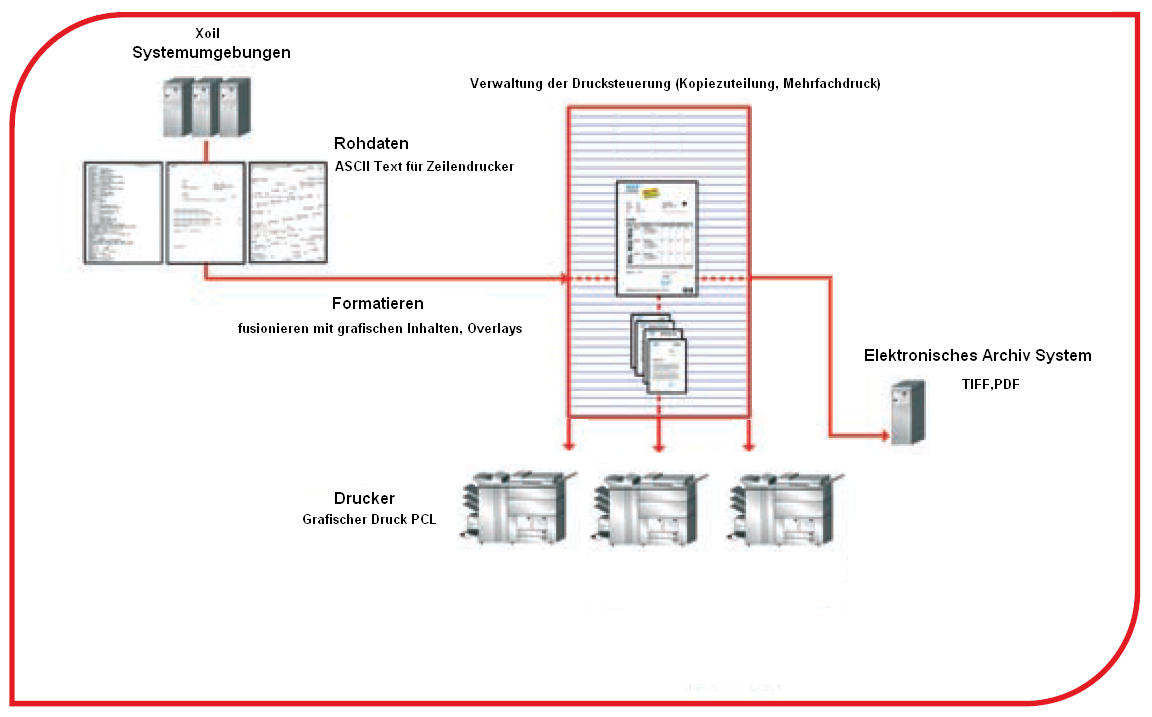 Xoil
Systemumgebungen
Verwaltung der Drucksteuerung (Kopiezuteilung, Mehrfachdruck)
Rohdaten
ASCII Text für Zeilendrucker
Formatieren
fusionieren mit grafischen Inhalten, Overlays
Elektronisches Archiv System
TIFF,PDF
Drucker
Grafischer Druck PCL